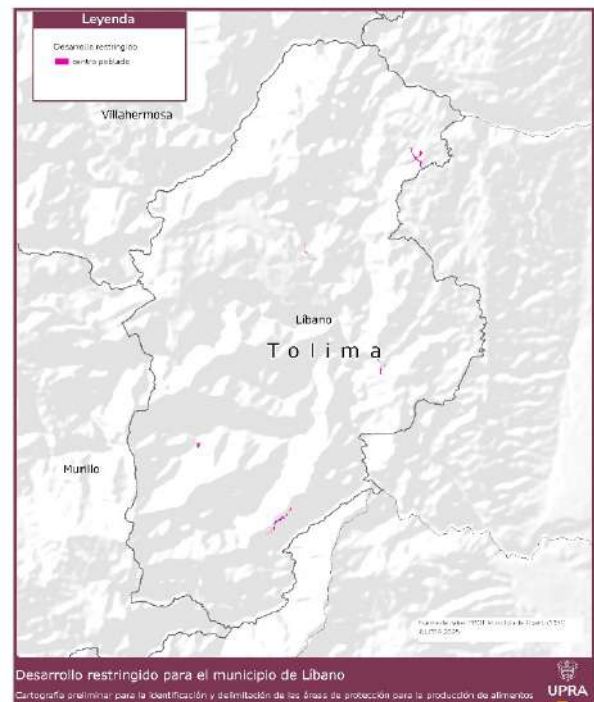 Leyenda
Desarrollo restringido
centro poblado
Villahermosa
Líbano
Tolima
Murillo
Desarrollo restringido para el municipio de Líbano
Cartografía preliminar para la identificación y delimitación de las áreas de protección para la producción de alimentos
UPRA